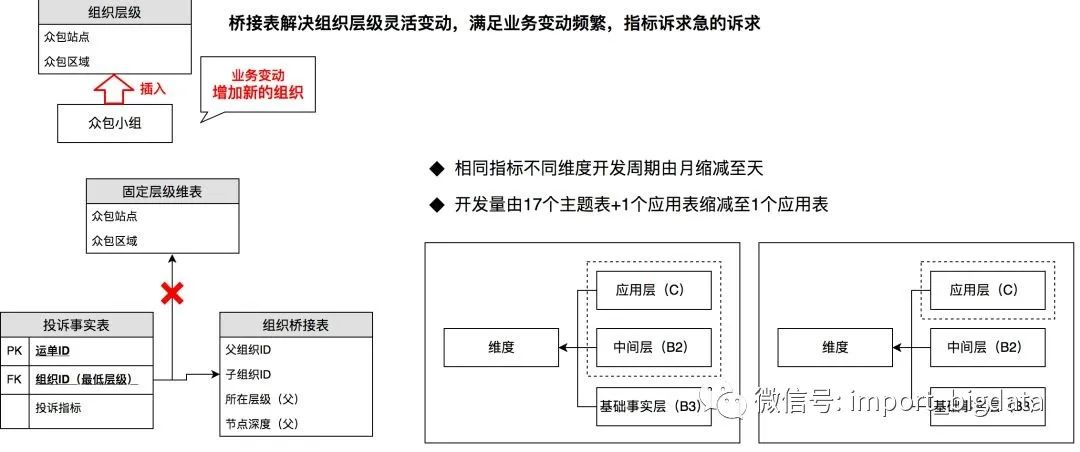 桥接表解决组织层级灵活变动，满足业务变动频繁，指标诉求急的诉求
组织层级
众包站点
众包区域
插入
众包小组
业务变动
增加新的组织
固定层级维表
众包站点
众包区域
投诉事实表
PK 运单ID
FK 组织ID（最低层级）
投诉指标
组织桥接表
父组织ID
子组织ID
所在层级（父）
节点深度（父）
◆ 相同指标不同维度开发周期由月缩减至天
◆ 开发量由17个主题表+1个应用表缩减至1个应用表
维度
应用层（C）
中间层（B2）
基础事实层（B3）
维度
应用层（C）
中间层（B2）
基础事实层（B3）
微信号: import_bigdata